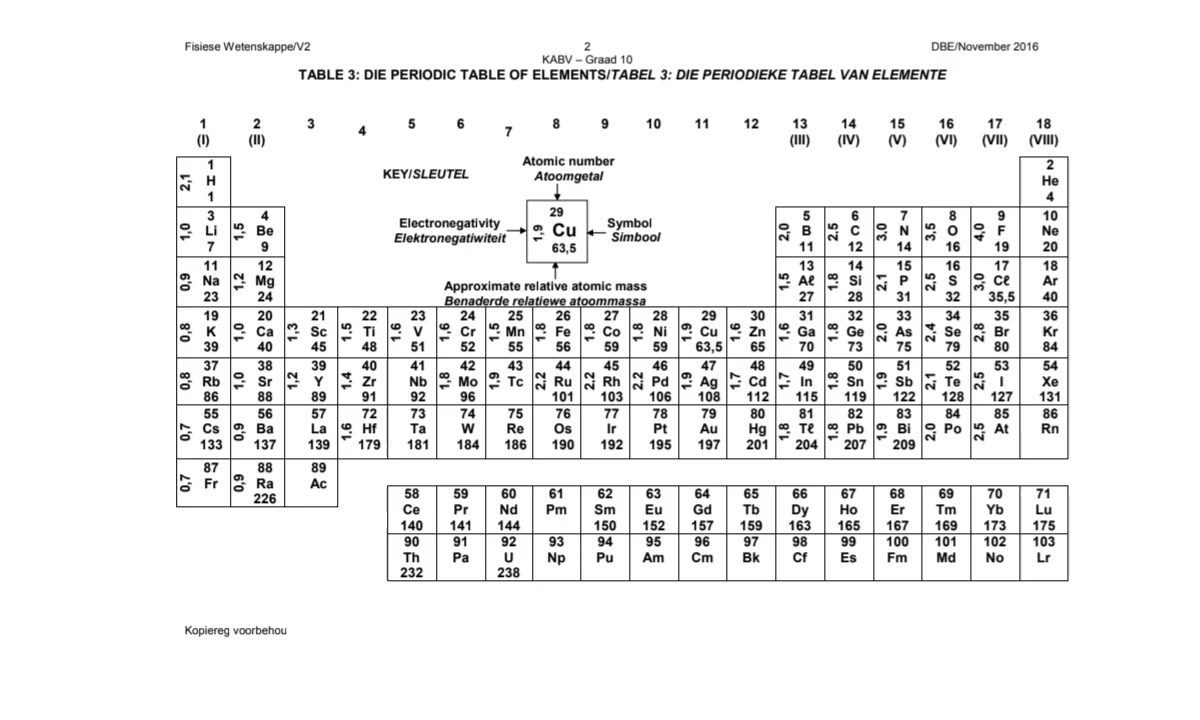 Fisiese Wetenskappe/V2 2 DBE/November 2016
KABV – Graad 10
TABLE 3: DIE PERIODIC TABLE OF ELEMENTS/TABEL 3: DIE PERIODIEKE TABEL VAN ELEMENTE
1 2 3 4 5 6 7 8 9 10 11 12 13 14 15 16 17 18
(I) (II) (III) (IV) (V) (VI) (VII) (VIII)
KEY/SLEUTEL
Atomic number
Atoomgetal
Electronegativity
Elektronegatiwiteit
29
1,9 Cu
63,5
Symbol
Simbool
Approximate relative atomic mass
Benaderde relatiewe atoommassa
1 2
2,1 H He
1 4
3 4 5 6 7 8 9 10
1,0 Li 1,5 Be 2,0 B 2,5 C 3,0 N 3,5 O 4,0 F Ne
7 9 11 12 14 16 19 20
11 12 13 14 15 16 17 18
0,9 Na 1,2 Mg 1,5 Aℓ 1,8 Si 2,1 P 2,5 S 3,0 Cℓ Ar
23 24 27 28 31 32 35,5 40
19 20 21 22 23 24 25 26 27 28 29 30 31 32 33 34 35 36
0,8 K 1,0 Ca 1,3 Sc 1,5 Ti 1,6 V 1,6 Cr 1,5 Mn 1,8 Fe 1,8 Co 1,8 Ni 1,9 Cu 1,6 Zn 1,6 Ga 1,8 Ge 2,0 As 2,4 Se 2,8 Br Kr
39 40 45 48 51 52 55 56 59 59 63,5 65 70 73 75 79 80 84
37 38 39 40 41 42 43 44 45 46 47 48 49 50 51 52 53 54
0,8 Rb 1,0 Sr 1,2 Y 1,4 Zr Nb 1,8 Mo 1,9 Tc 2,2 Ru 2,2 Rh 2,2 Pd 1,9 Ag 1,7 Cd 1,7 In 1,8 Sn 1,9 Sb 2,1 Te 2,5 I Xe
86 88 89 91 92 96 101 103 106 108 112 115 119 122 128 127 131
55 56 57 72 73 74 75 76 77 78 79 80 81 82 83 84 85 86
0,7 Cs 0,9 Ba La 1,6 Hf Ta W Re Os Ir Pt Au Hg 1,8 Tℓ 1,8 Pb 1,9 Bi 2,0 Po 2,5 At Rn
133 137 139 179 181 184 186 190 192 195 197 201 204 207 209
87 88 89
0,7 Fr 0,9 Ra Ac
226
58 59 60 61 62 63 64 65 66 67 68 69 70 71
Ce Pr Nd Pm Sm Eu Gd Tb Dy Ho Er Tm Yb Lu
140 141 144 150 152 157 159 163 165 167 169 173 175
90 91 92 93 94 95 96 97 98 99 100 101 102 103
Th Pa U Np Pu Am Cm Bk Cf Es Fm Md No Lr
232 238
Kopiereg voorbehou